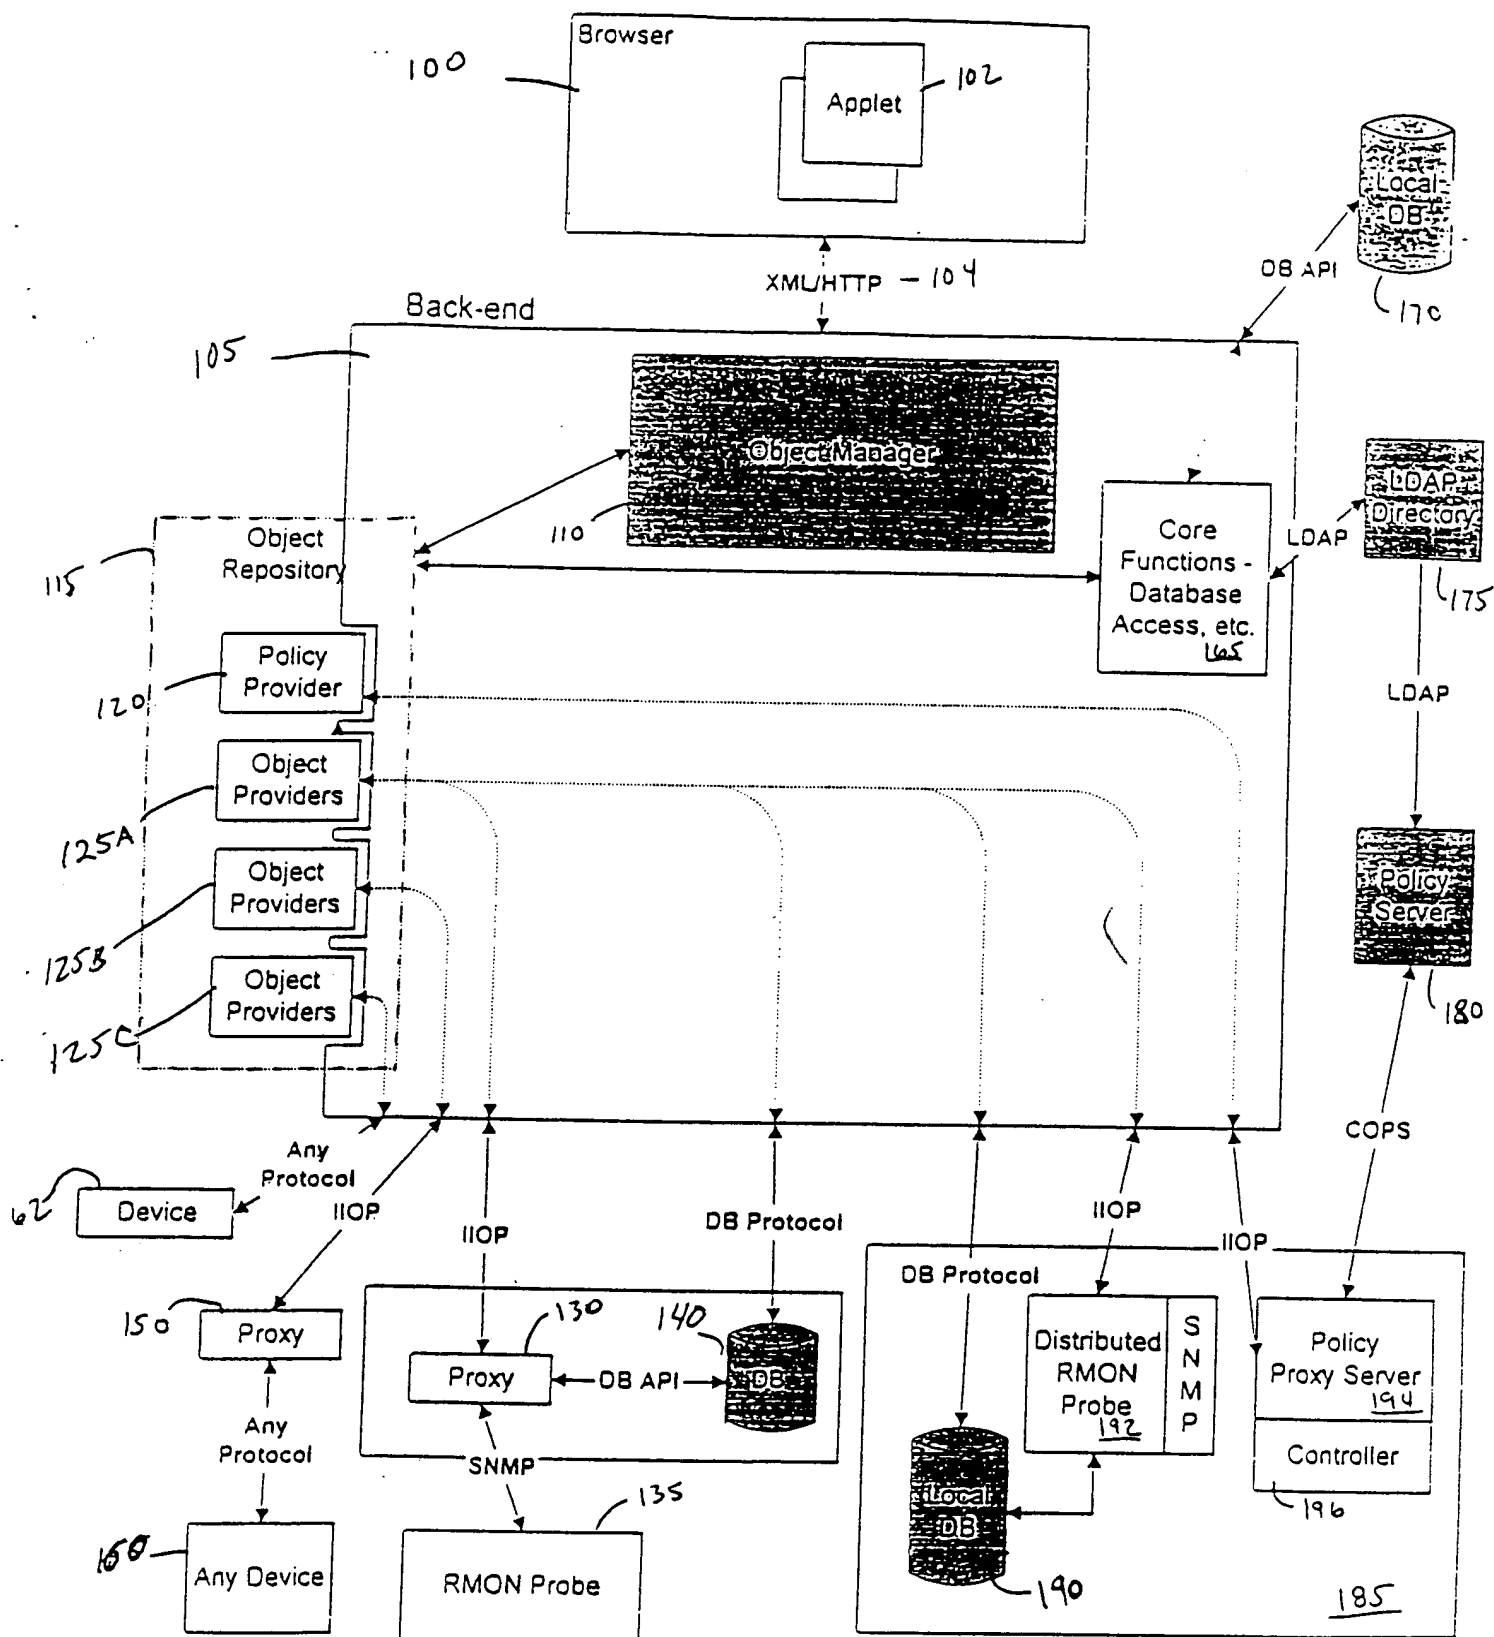 Browser
100
102
Applet
Local
DB
DB API
170
XML/HTTP - 104
Back-end
105
Object Manager
110
LDAP
Directory
175
Core
Functions -
Database
Access, etc.
165
LDAP
Object
Repository
115
Policy
Provider
120
LDAP
Object
Providers
125A
Object
Providers
125B
Policy
Server
180
Object
Providers
125C
COPS
Any
Protocol
62
Device
IIOP
IIOP
DB Protocol
IIOP
IIOP
DB Protocol
150
Proxy
130
140
Proxy
DB API
DB
Distributed
RMON
Probe
192
S
N
M
P
Policy
Proxy Server
194
Controller
196
Any
Protocol
SNMP
135
Local
DB
190
Any Device
RMON Probe
185